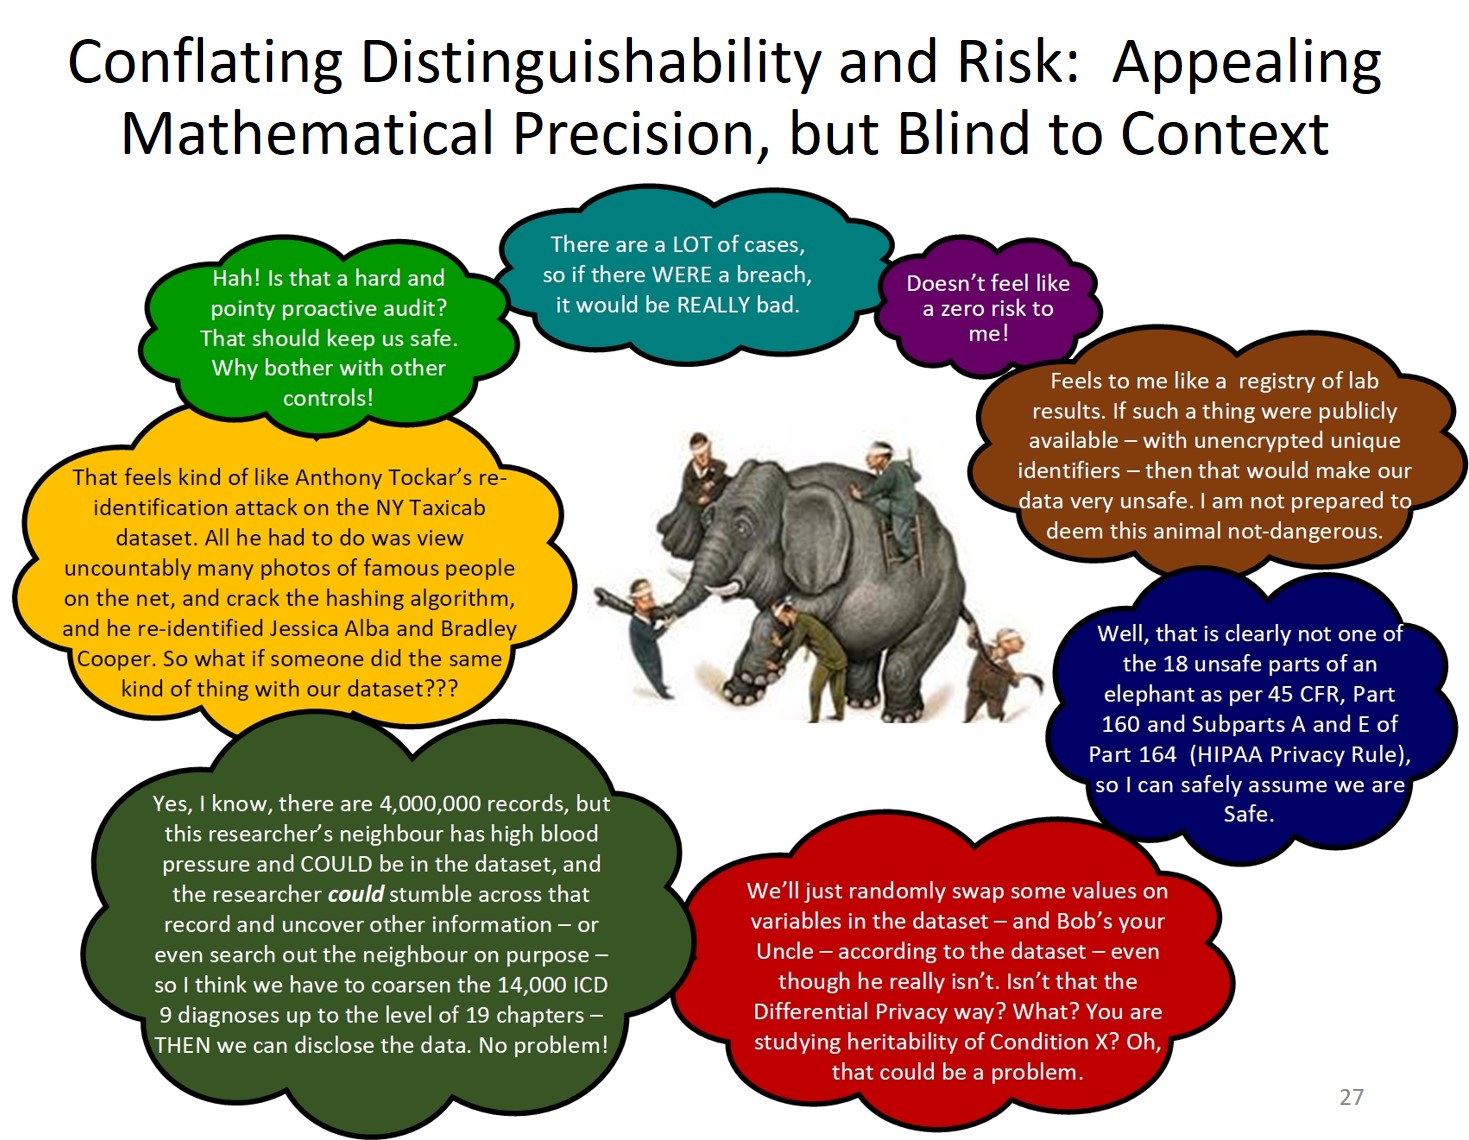 Conflating Distinguishability and Risk:  Appealing
Mathematical Precision, but Blind to Context
There are a LOT of cases,
so if there WERE a breach,
it would be REALLY bad.
Hah! Is that a hard and
pointy proactive audit?
That should keep us safe.
Why bother with other
controls!
Doesn’t feel like
a zero risk to
me!
Feels to me like a  registry of lab
results. If such a thing were publicly
available – with unencrypted unique
identifiers – then that would make our
data very unsafe. I am not prepared to
deem this animal not-dangerous.
That feels kind of like Anthony Tockar’s re-
identification attack on the NY Taxicab
dataset. All he had to do was view
uncountably many photos of famous people
on the net, and crack the hashing algorithm,
and he re-identified Jessica Alba and Bradley
Cooper. So what if someone did the same
kind of thing with our dataset???
Well, that is clearly not one of
the 18 unsafe parts of an
elephant as per 45 CFR, Part
160 and Subparts A and E of
Part 164  (HIPAA Privacy Rule),
so I can safely assume we are
Safe.
Yes, I know, there are 4,000,000 records, but
this researcher’s neighbour has high blood
pressure and COULD be in the dataset, and
the researcher could stumble across that
record and uncover other information – or
even search out the neighbour on purpose –
so I think we have to coarsen the 14,000 ICD
9 diagnoses up to the level of 19 chapters –
THEN we can disclose the data. No problem!
We’ll just randomly swap some values on
variables in the dataset – and Bob’s your
Uncle – according to the dataset – even
though he really isn’t. Isn’t that the
Differential Privacy way? What? You are
studying heritability of Condition X? Oh,
that could be a problem.
27